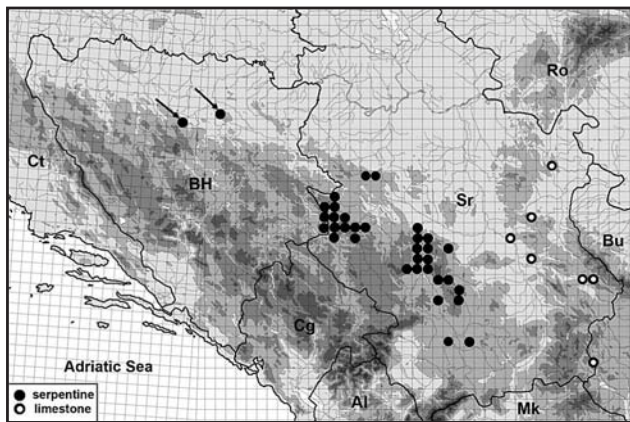 Ro
Ct
BH
Sr
Bu
Cg
Adriatic Sea
Al
Mk
serpentine
limestone